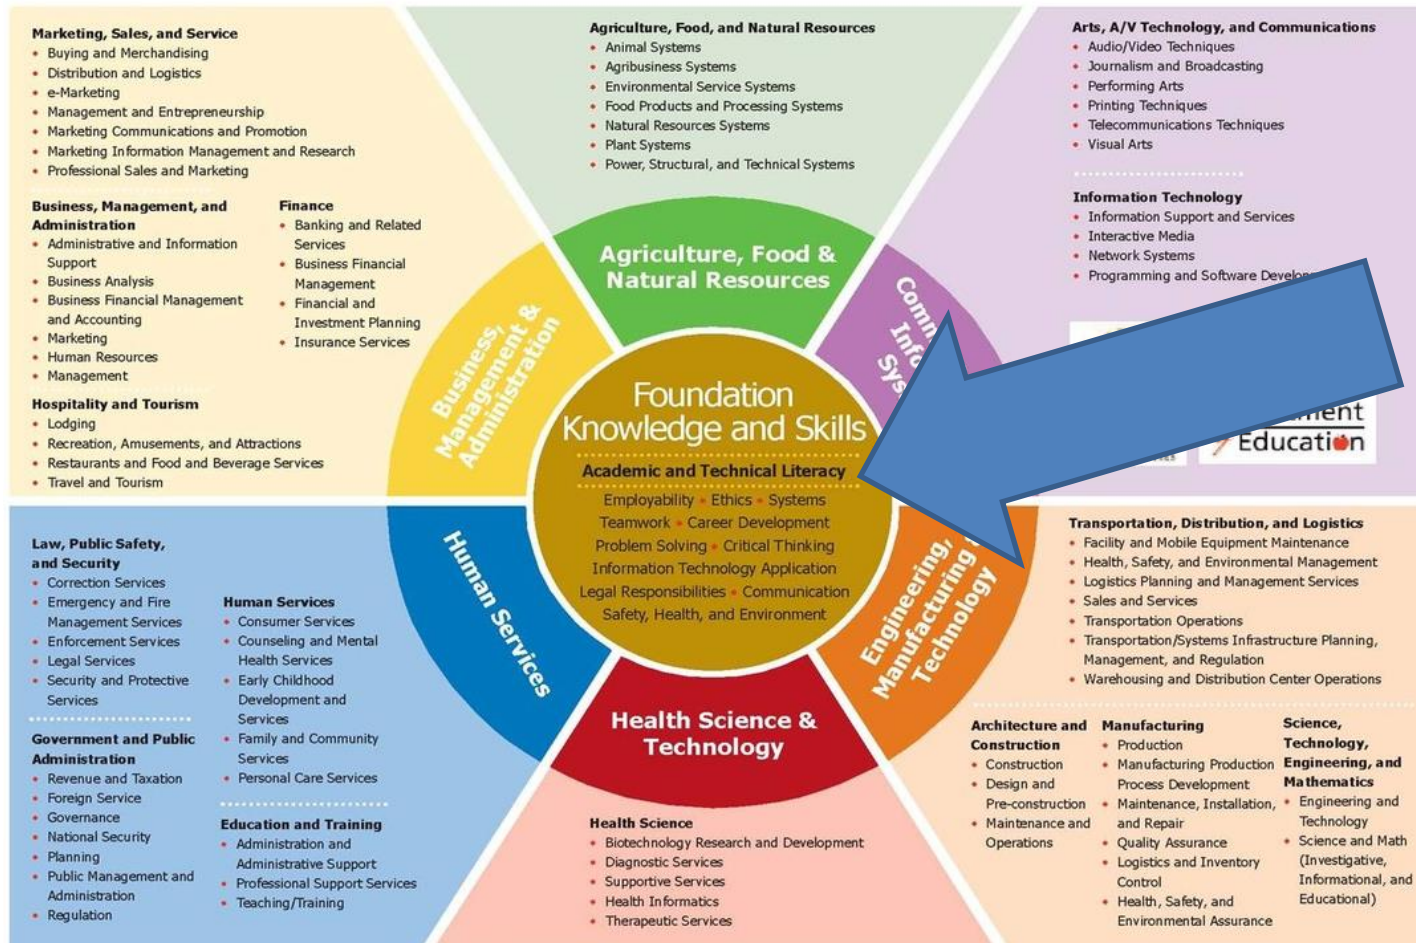 Marketing, Sales, and Service
• Buying and Merchandising
• Distribution and Logistics
• e-Marketing
• Management and Entrepreneurship
• Marketing Communications and Promotion
• Marketing Information Management and Research
• Professional Sales and Marketing
Business, Management, and
Administration
• Administrative and Information
Support
• Business Analysis
• Business Financial Management
and Accounting
• Marketing
• Human Resources
• Management
Finance
• Banking and Related
Services
• Business Financial
Management
• Financial and
Investment Planning
• Insurance Services
Hospitality and Tourism
• Lodging
• Recreation, Amusements, and Attractions
• Restaurants and Food and Beverage Services
• Travel and Tourism
Business,
Management &
Administration
Agriculture, Food, and Natural Resources
• Animal Systems
• Agribusiness Systems
• Environmental Service Systems
• Food Products and Processing Systems
• Natural Resources Systems
• Plant Systems
• Power, Structural, and Technical Systems
Agriculture, Food &
Natural Resources
Arts, A/V Technology, and Communications
• Audio/Video Techniques
• Journalism and Broadcasting
• Performing Arts
• Printing Techniques
• Telecommunications Techniques
• Visual Arts
Information Technology
• Information Support and Services
• Interactive Media
• Network Systems
• Programming and Software
Education
Foundation
Knowledge and Skills
Academic and Technical Literacy
Employability • Ethics • Systems
Teamwork • Career Development
Problem Solving • Critical Thinking
Information Technology Application
Legal Responsibilities • Communication
Safety, Health, and Environment
Human Services
Law, Public Safety,
and Security
• Correction Services
• Emergency and Fire
Management Services
• Enforcement Services
• Legal Services
• Security and Protective
Services
Government and Public
Administration
• Revenue and Taxation
• Foreign Service
• Governance
• National Security
• Planning
• Public Management and
Administration
• Regulation
Human Services
• Consumer Services
• Counseling and Mental
Health Services
• Early Childhood
Development and
Services
• Family and Community
Services
• Personal Care Services
Education and Training
• Administration and
Administrative Support
• Professional Support Services
• Teaching/Training
Health Science &
Technology
Health Science
• Biotechnology Research and Development
• Diagnostic Services
• Supportive Services
• Health Informatics
• Therapeutic Services
Engineering,
Manufacturing
Technology
Transportation, Distribution, and Logistics
• Facility and Mobile Equipment Maintenance
• Health, Safety, and Environmental Management
• Logistics Planning and Management Services
• Sales and Services
• Transportation Operations
• Transportation/Systems Infrastructure Planning,
Management, and Regulation
• Warehousing and Distribution Center Operations
Architecture and
Construction
• Construction
• Design and
Pre-construction
• Maintenance and
Operations
Manufacturing
• Production
• Manufacturing Production
Process Development
• Maintenance, Installation,
and Repair
• Quality Assurance
• Logistics and Inventory
Control
• Health, Safety, and
Environmental Assurance
Science,
Technology,
Engineering, and
Mathematics
• Engineering and
Technology
• Science and Math
(Investigative,
Informational, and
Educational)